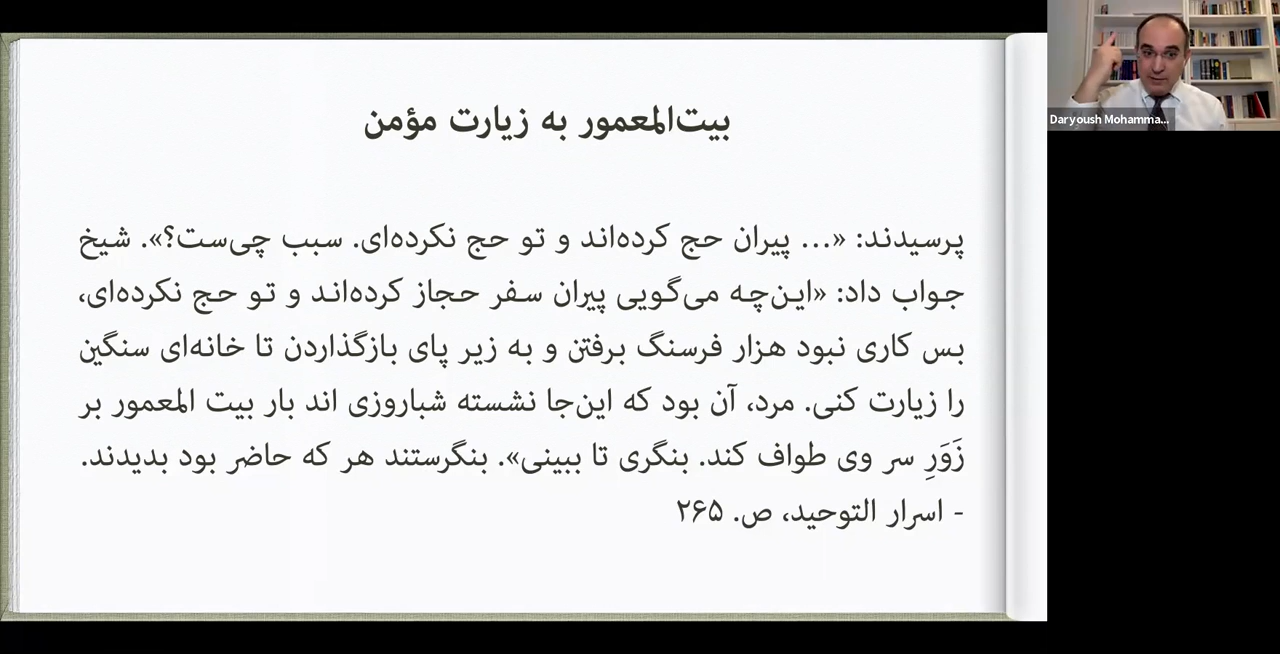 بیت‌المعمور به زیارت مؤمن
پرسیدند: «... پیران حج کرده‌اند و تو حج نکرده‌ای. سبب چی‌ست؟». شیخ
جواب داد: «این‌چه می‌گویی پیران سفر حجاز کرده‌اند و تو حج نکرده‌ای،
بس کاری نبود هزار فرسنگ برفتن و به زیر پای بازگذاردن تا خانه‌ای سنگین
را زیارت کنی. مرد، آن بود که این‌جا نشسته شباروزی اند بار بیت المعمور بر
زَوَرِ سر وی طواف کند. بنگری تا ببینی». بنگرستند هر که حاضر بود بدیدند.
- اسرار التوحید، ص. ۲۶۵
Daryoush Mohamma...